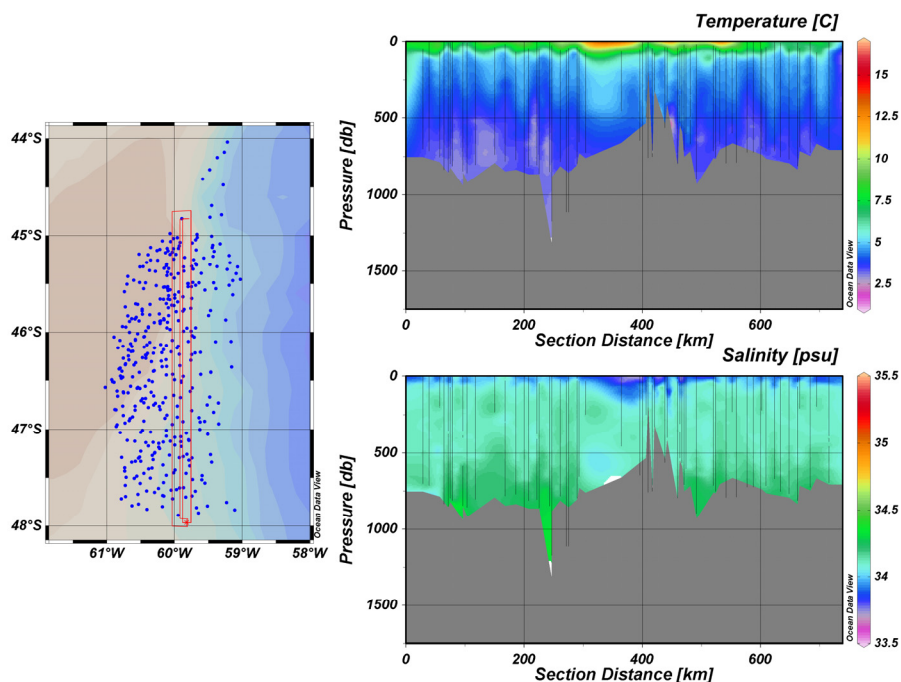 44°S
45°S
46°S
47°S
48°S
61°W
60°W
59°W
58°W
Ocean Data View
Temperature [C]
0
500
1000
1500
Pressure [db]
0
200
400
600
Section Distance [km]
15
12.5
10
7.5
5
2.5
Ocean Data View
Salinity [psu]
0
500
1000
1500
Pressure [db]
0
200
400
600
Section Distance [km]
35.5
35
34.5
34
33.5
Ocean Data View